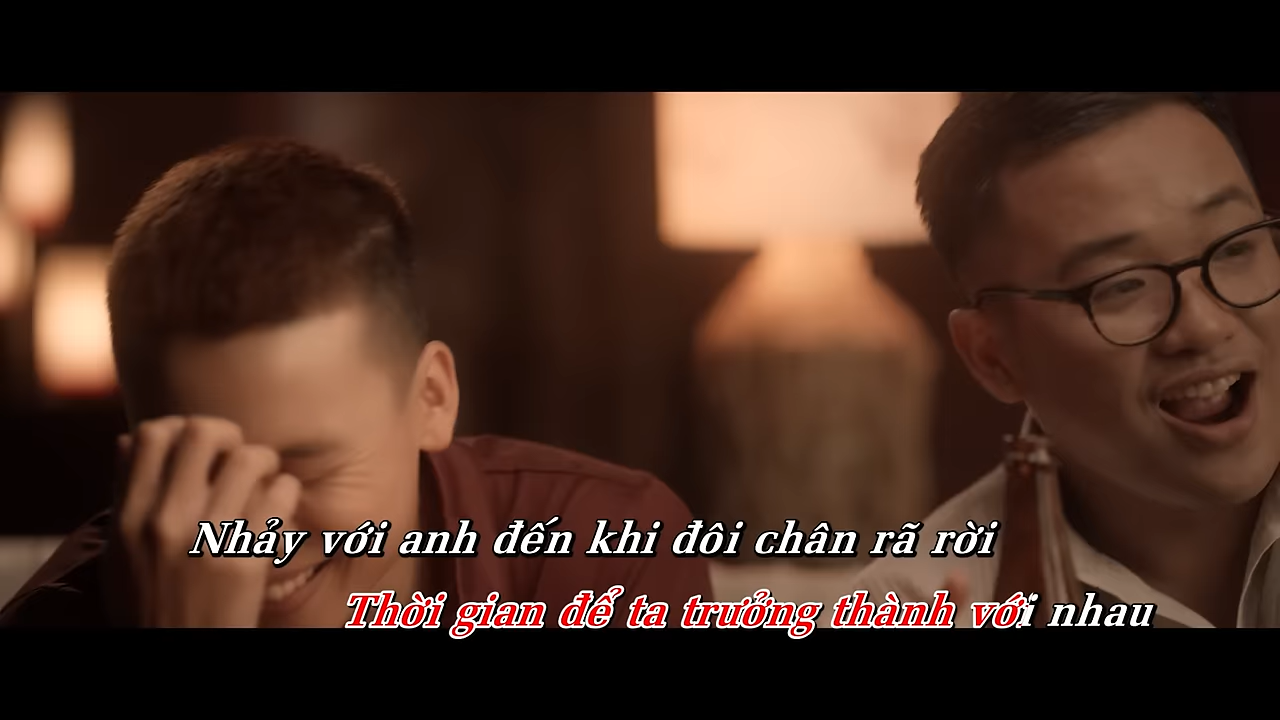 Nhảy với anh đến khi đôi chân rã rời
Thời gian để ta trưởng thành với nhau